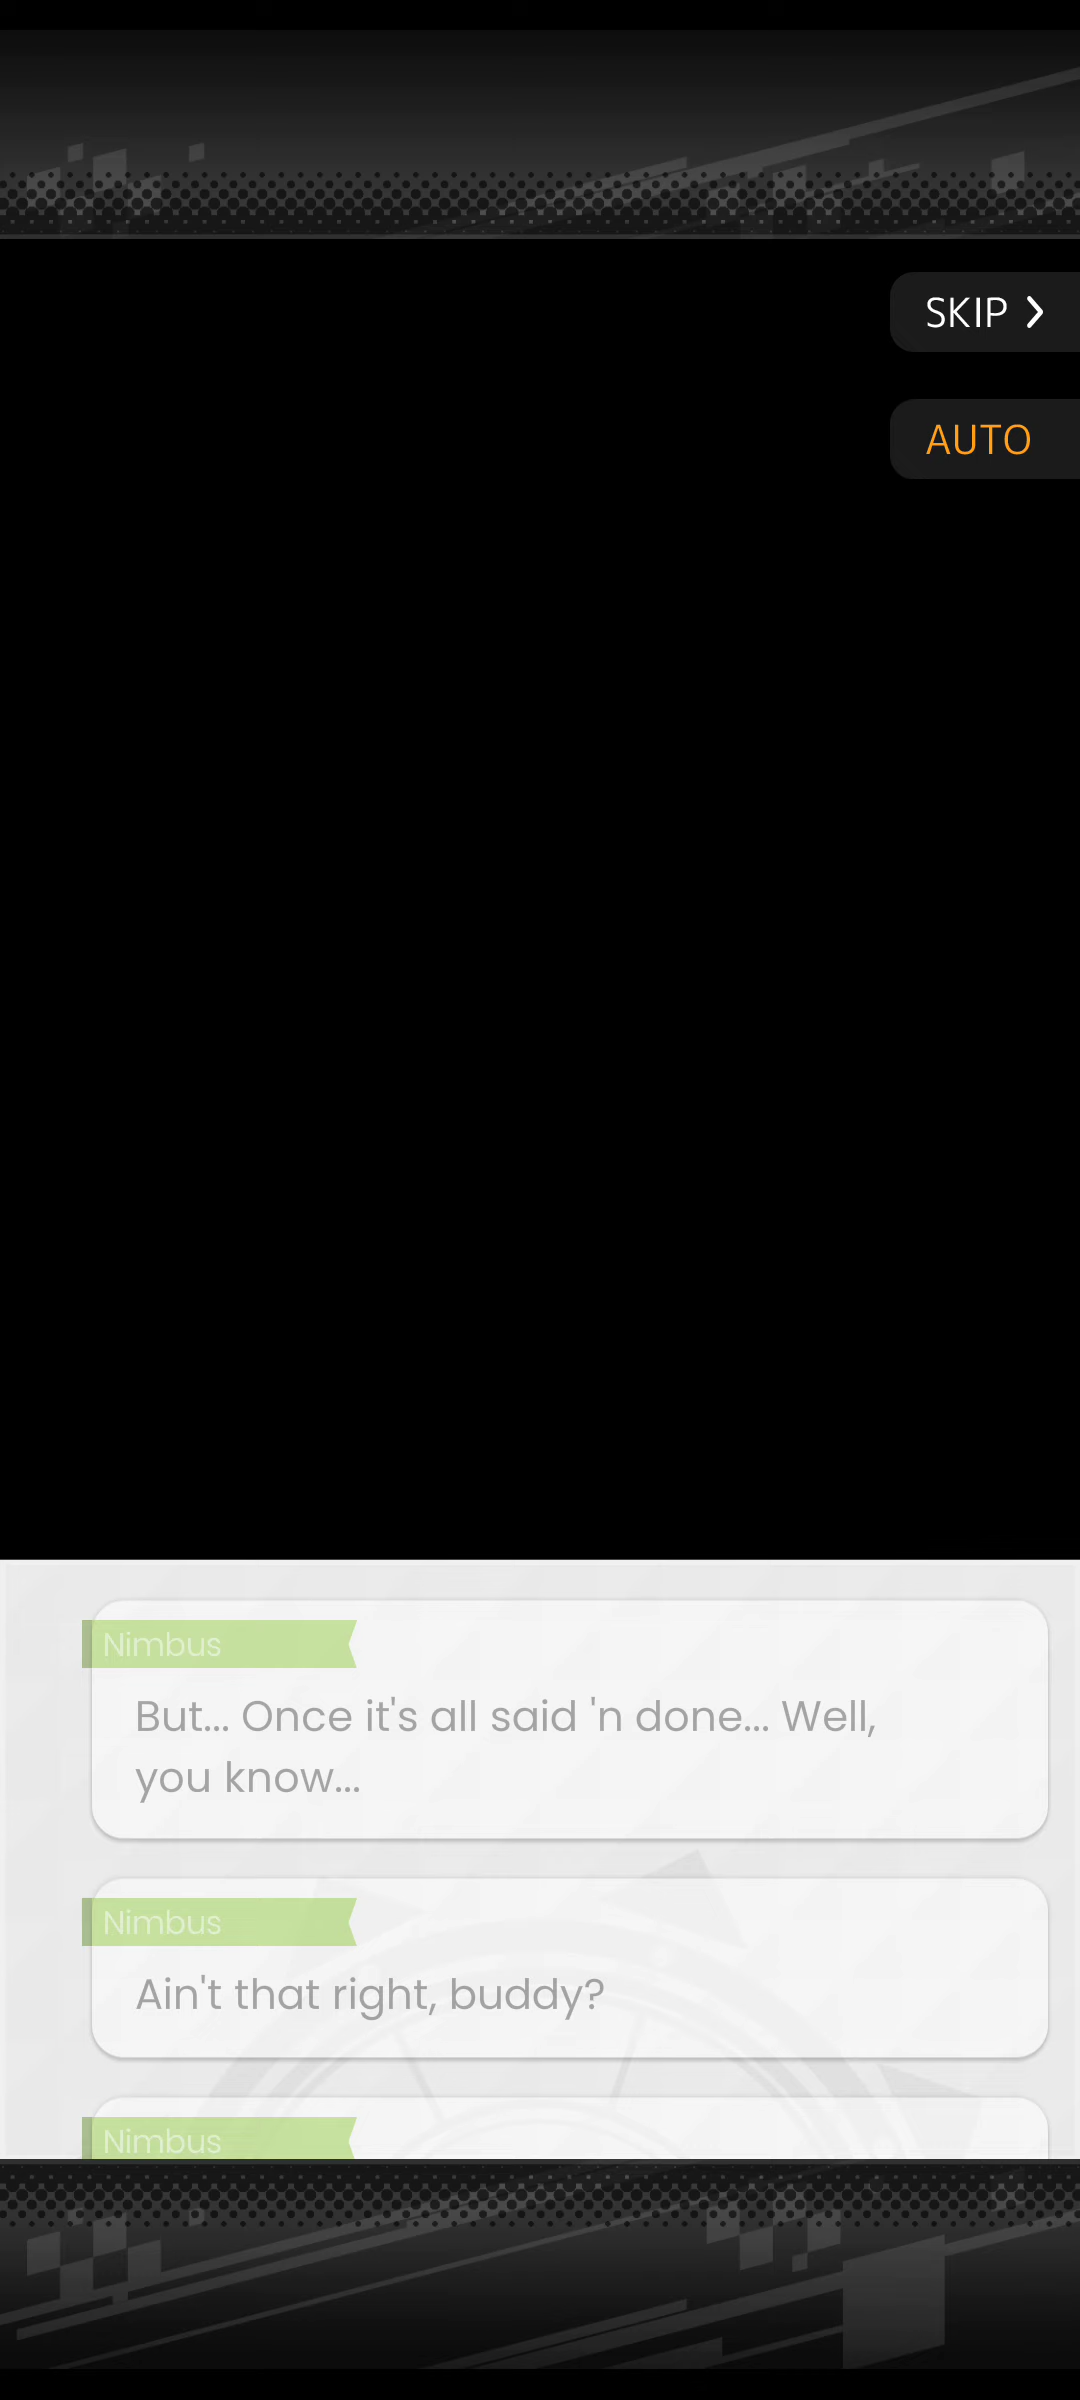 SKIP
AUTO
Nimbus
But... Once it's all said 'n done... Well,
you know...
Nimbus
Ain't that right, buddy?
Nimbus